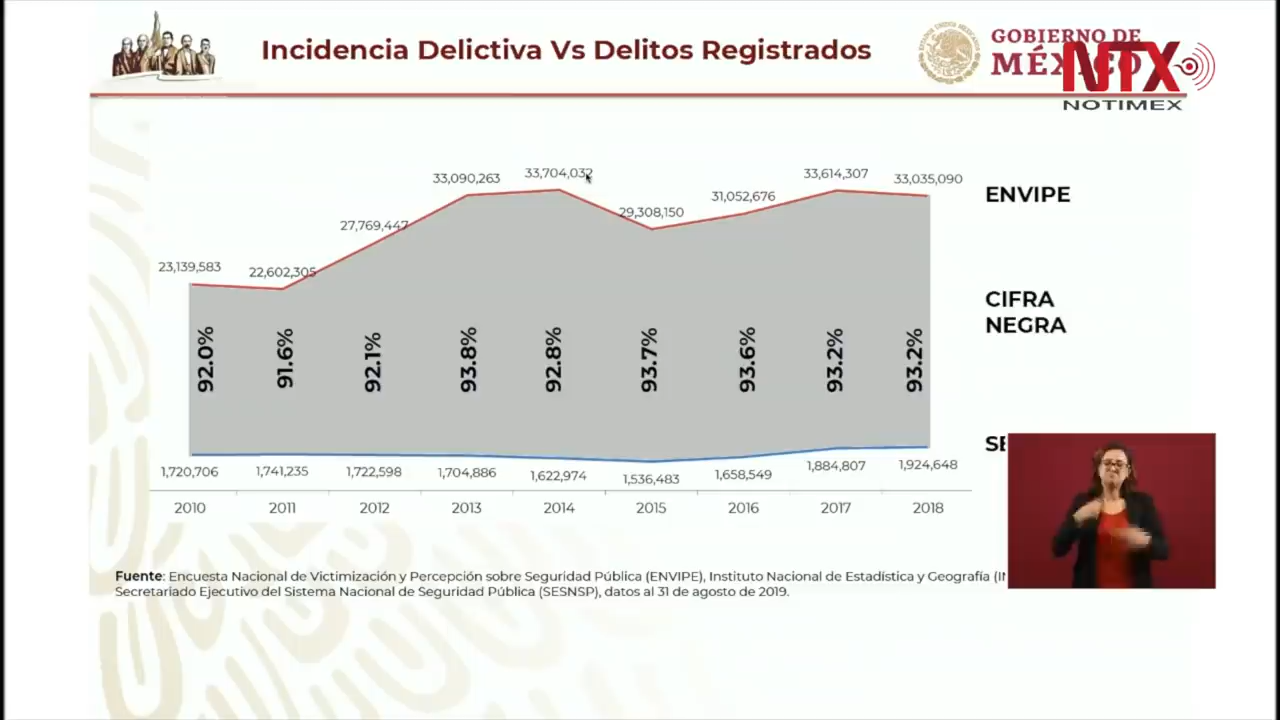 Incidencia Delictiva Vs Delitos Registrados
GOBIERNO DE
MÉXICO
NTX
NOTIMEX
33,090,263
33,704,032
33,614,307
33,035,090
ENVIPE
31,052,676
29,308,150
27,769,447
23,139,583
22,602,305
CIFRA
NEGRA
92.0%
91.6%
92.1%
93.8%
92.8%
93.7%
93.6%
93.2%
93.2%
1,720,706
1,741,235
1,722,598
1,704,886
1,622,974
1,536,483
1,658,549
1,884,807
1,924,648
2010 2011 2012 2013 2014 2015 2016 2017 2018
Fuente: Encuesta Nacional de Victimización y Percepción sobre Seguridad Pública (ENVIPE), Instituto Nacional de Estadística y Geografía
Secretariado Ejecutivo del Sistema Nacional de Seguridad Pública (SESNSP), datos al 31 de agosto de 2019.